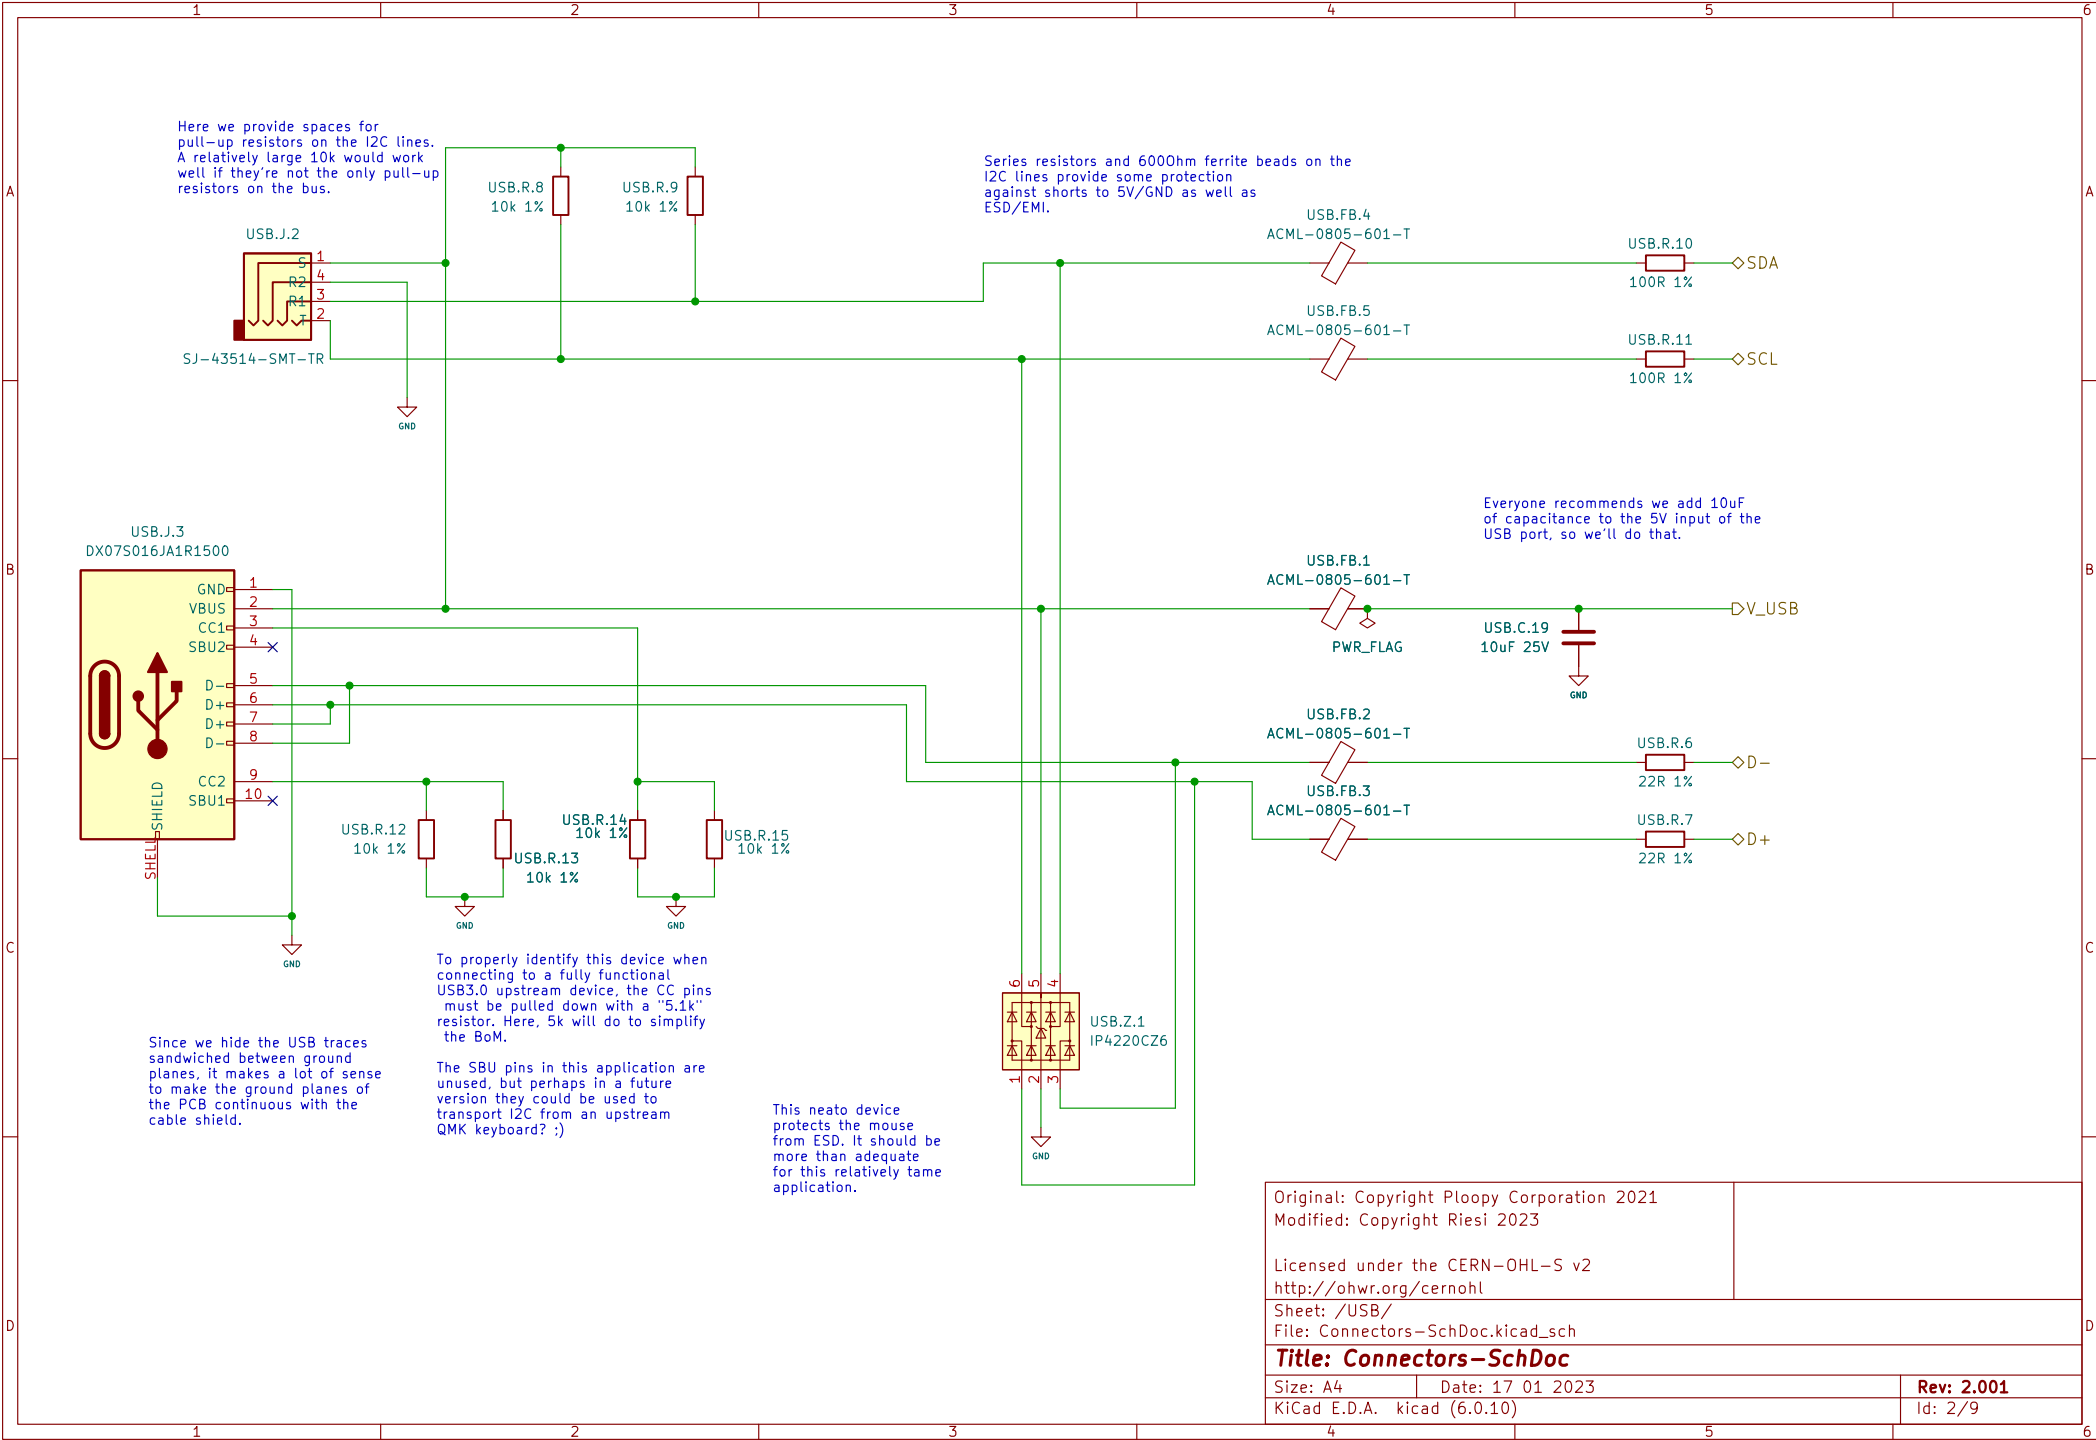 1 2 3 4 5 6
A
B
C
D
A
B
C
D
Here we provide spaces for
pull-up resistors on the I2C lines.
A relatively large 10k would work
well if they're not the only pull-up
resistors on the bus.
USB.R.8
10k 1%
USB.R.9
10k 1%
Series resistors and 600Ohm ferrite beads on the
I2C lines provide some protection
against shorts to 5V/GND as well as
ESD/EMI.
USB.J.2
S 1
R2 4
R1 3
T 2
SJ-43514-SMT-TR
GND
USB.FB.4
ACML-0805-601-T
USB.R.10
100R 1%
SDA
USB.FB.5
ACML-0805-601-T
USB.R.11
100R 1%
SCL
Everyone recommends we add 10uF
of capacitance to the 5V input of the
USB port, so we'll do that.
USB.J.3
DX07S016JA1R1500
GND 1
VBUS 2
CC1 3
SBU2 4
D- 5
D+ 6
D+ 7
D- 8
CC2 9
SBU1 10
SHIELD
SHELL
GND
USB.FB.1
ACML-0805-601-T
PWR_FLAG
V_USB
USB.C.19
10uF 25V
GND
USB.FB.2
ACML-0805-601-T
USB.R.6
22R 1%
D-
USB.FB.3
ACML-0805-601-T
USB.R.7
22R 1%
D+
USB.R.12
10k 1%
USB.R.13
10k 1%
GND
USB.R.14
10k 1%
USB.R.15
10k 1%
GND
To properly identify this device when
connecting to a fully functional
USB3.0 upstream device, the CC pins
must be pulled down with a "5.1k"
resistor. Here, 5k will do to simplify
the BoM.
The SBU pins in this application are
unused, but perhaps in a future
version they could be used to
transport I2C from an upstream
QMK keyboard? ;)
Since we hide the USB traces
sandwiched between ground
planes, it makes a lot of sense
to make the ground planes of
the PCB continuous with the
cable shield.
6 5 4
USB.Z.1
IP4220CZ6
1 2 3
GND
This neato device
protects the mouse
from ESD. It should be
more than adequate
for this relatively tame
application.
Original: Copyright Ploopy Corporation 2021
Modified: Copyright Riesi 2023
Licensed under the CERN-OHL-S v2
http://ohwr.org/cernohl
Sheet: /USB/
File: Connectors-SchDoc.kicad_sch
Title: Connectors-SchDoc
Size: A4 Date: 17 01 2023 Rev: 2.001
KiCad E.D.A. kicad (6.0.10) Id: 2/9
1 2 3 4 5 6